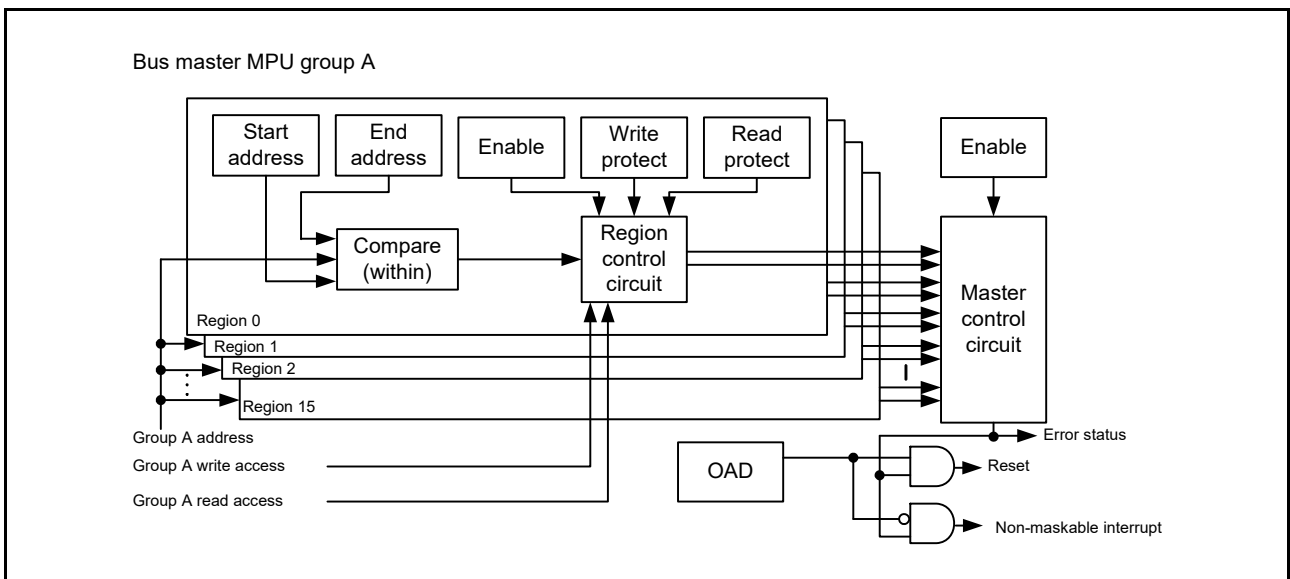 Bus master MPU group A
Start
address
End
address
Enable
Write
protect
Read
protect
Enable
Compare
(within)
Region
control
circuit
Master
control
circuit
Region 0
Region 1
Region 2
Region 15
Group A address
Group A write access
Group A read access
OAD
Error status
Reset
Non-maskable interrupt